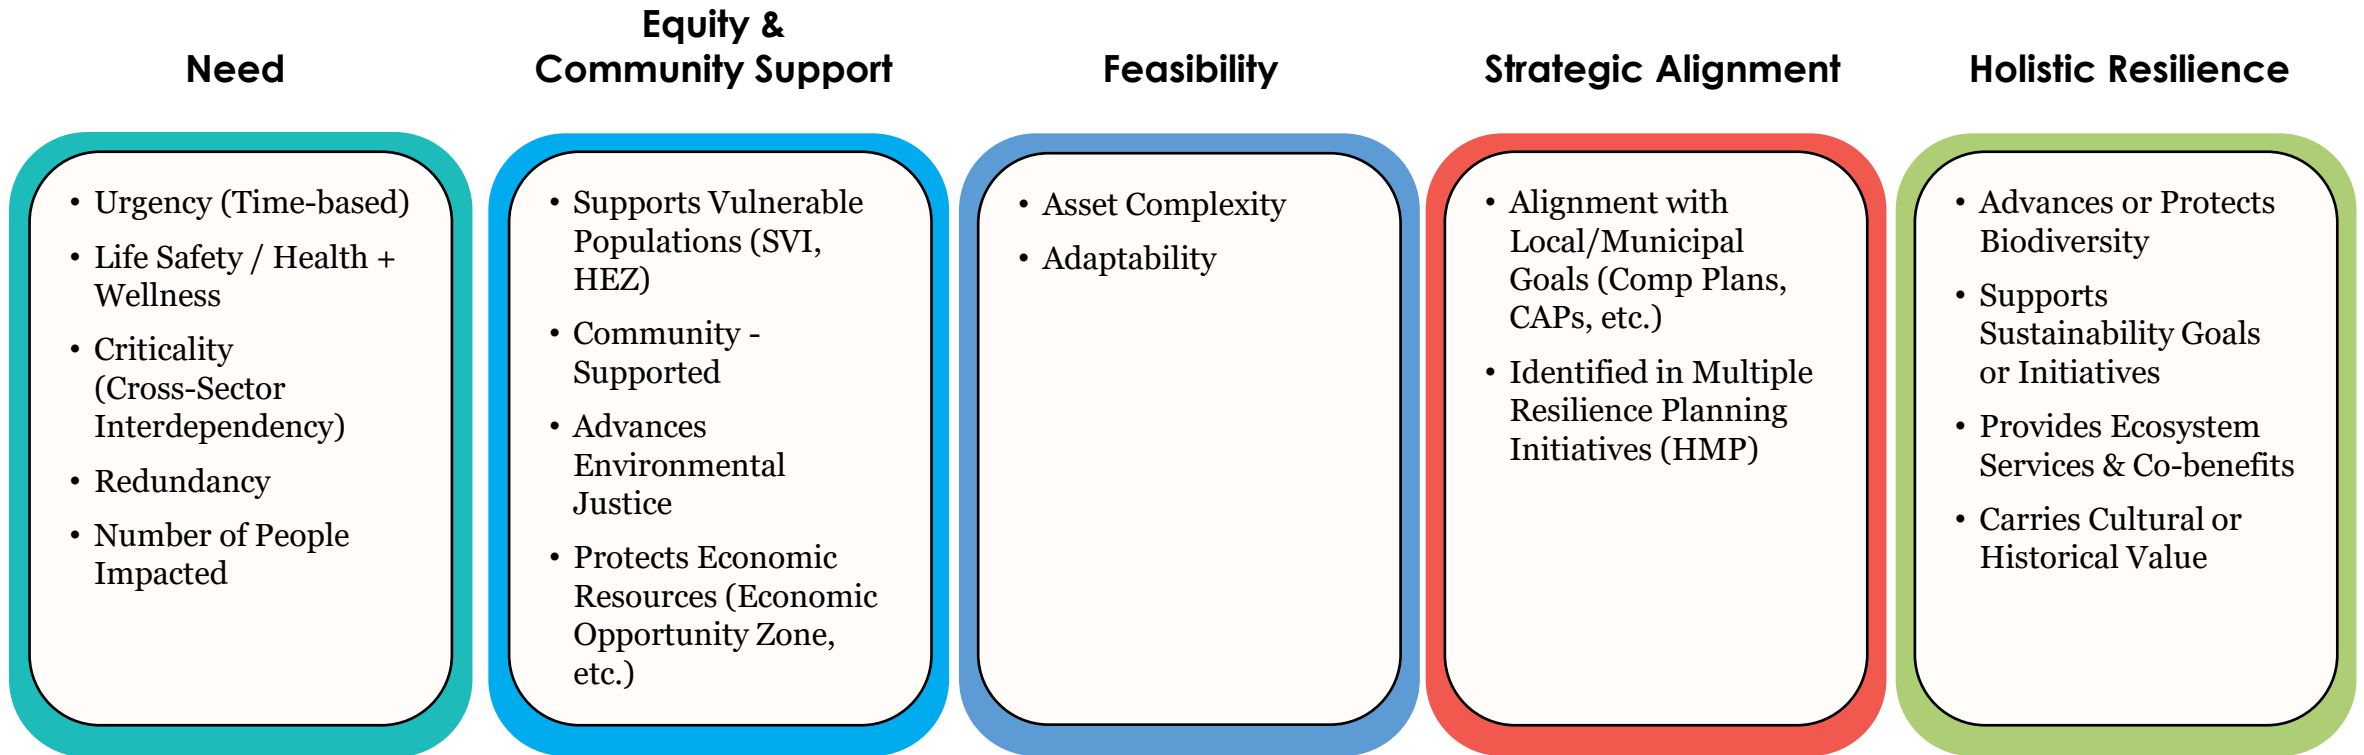 Need
• Urgency (Time-based)
• Life Safety / Health +
Wellness
• Criticality
(Cross-Sector
Interdependency)
• Redundancy
• Number of People
Impacted
Equity &
Community Support
• Supports Vulnerable
Populations (SVI,
HEZ)
• Community -
Supported
• Advances
Environmental
Justice
• Protects Economic
Resources (Economic
Opportunity Zone,
etc.)
Feasibility
• Asset Complexity
• Adaptability
Strategic Alignment
• Alignment with
Local/Municipal
Goals (Comp Plans,
CAPs, etc.)
• Identified in Multiple
Resilience Planning
Initiatives (HMP)
Holistic Resilience
• Advances or Protects
Biodiversity
• Supports
Sustainability Goals
or Initiatives
• Provides Ecosystem
Services & Co-benefits
• Carries Cultural or
Historical Value